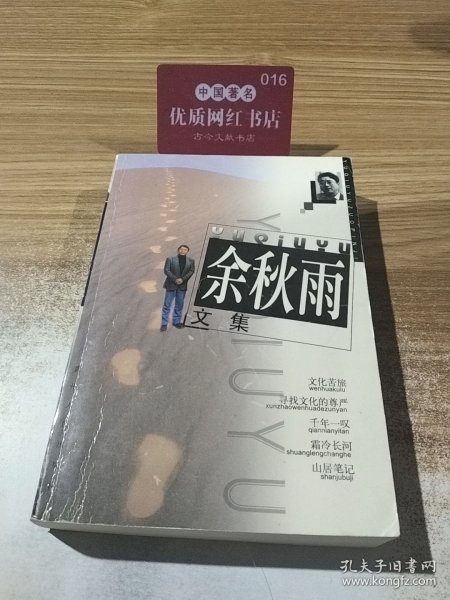 016
中国著名
优质网红书店
古今文献书店
余秋雨
文集
YUQIUYU
文化苦旅
wenhuakulu
寻找文化的尊严
xunzhaowenhuadezunyan
千年一叹
qiannianyitan
霜冷长河
shuanglengchanghe
山居笔记
shanjubuji
孔夫子旧书网
www.kongfz.com